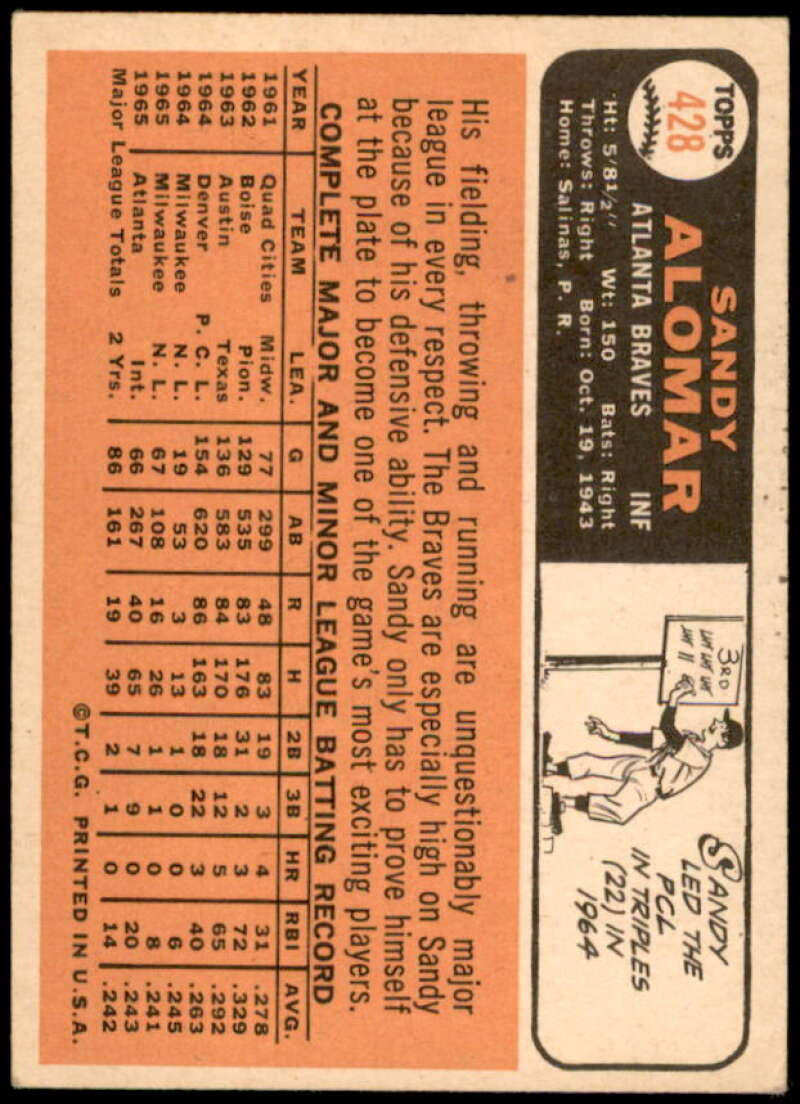 TOPPS
428
SANDY
ALOMAR
ATLANTA BRAVES INF
Ht: 5'8½" Wt: 150 Bats: Right
Throws: Right Born: Oct. 19, 1943
Home: Salinas, P. R.
3RD
SANDY
LED THE
PCL
IN TRIPLES
(22) IN
1964
His fielding, throwing and running are unquestionably major
league in every respect. The Braves are especially high on Sandy
because of his defensive ability. Sandy only has to prove himself
at the plate to become one of the game's most exciting players.
COMPLETE MAJOR AND MINOR LEAGUE BATTING RECORD
YEAR TEAM LEA. G AB R H 2B 3B HR RBI AVG.
1961 Quad Cities Midw. 77 299 48 83 19 3 4 31 .278
1962 Boise Pion. 129 535 83 176 31 2 3 72 .329
1963 Austin Texas 136 583 84 170 18 12 5 65 .292
1964 Denver P. C. L. 154 620 86 163 18 22 3 40 .263
1964 Milwaukee N. L. 19 53 3 13 1 0 0 6 .245
1965 Milwaukee N. L. 67 108 16 26 1 1 0 8 .241
1965 Atlanta Int. 66 267 40 65 7 9 0 20 .243
Major League Totals 2 Yrs. 86 161 19 39 2 1 0 14 .242
©T.C.G. PRINTED IN U.S.A.